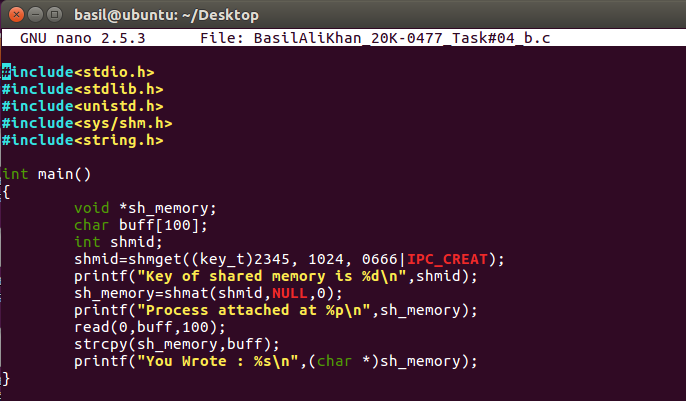 basil@ubuntu: ~/Desktop
GNU nano 2.5.3 File: BasilAliKhan_20K-0477_Task#04_b.c
#include<stdio.h>
#include<stdlib.h>
#include<unistd.h>
#include<sys/shm.h>
#include<string.h>
int main()
{
void *sh_memory;
char buff[100];
int shmid;
shmid=shmget((key_t)2345, 1024, 0666|IPC_CREAT);
printf("Key of shared memory is %d\n",shmid);
sh_memory=shmat(shmid,NULL,0);
printf("Process attached at %p\n",sh_memory);
read(0,buff,100);
strcpy(sh_memory,buff);
printf("You Wrote : %s\n",(char *)sh_memory);
}